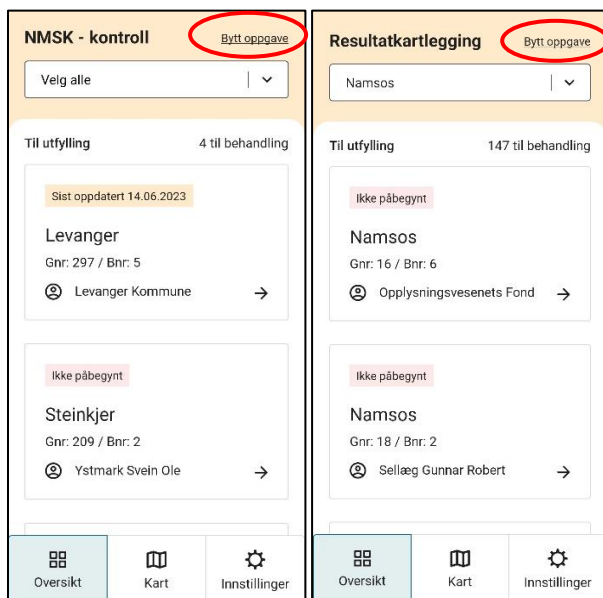 NMSK - kontroll Bytt oppgave
Velg alle
Til utfylling 4 til behandling
Sist oppdatert 14.06.2023
Levanger
Gnr: 297 / Bnr: 5
Levanger Kommune
Ikke påbegynt
Steinkjer
Gnr: 209 / Bnr: 2
Ystmark Svein Ole
Oversikt Kart Innstillinger
Resultatkartlegging Bytt oppgave
Namsos
Til utfylling 147 til behandling
Ikke påbegynt
Namsos
Gnr: 16 / Bnr: 6
Opplysningsvesenets Fond
Ikke påbegynt
Namsos
Gnr: 18 / Bnr: 2
Sellæg Gunnar Robert
Oversikt Kart Innstillinger